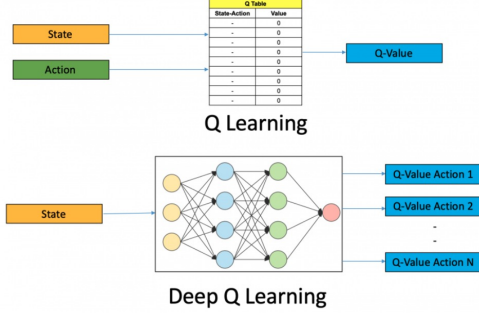 Q Table
State-Action Value
- 0
- 0
- 0
- 0
- 0
- 0
- 0
- 0
- 0
State
Action
Q-Value
Q Learning
State
Q-Value Action 1
Q-Value Action 2
-
-
Q-Value Action N
Deep Q Learning